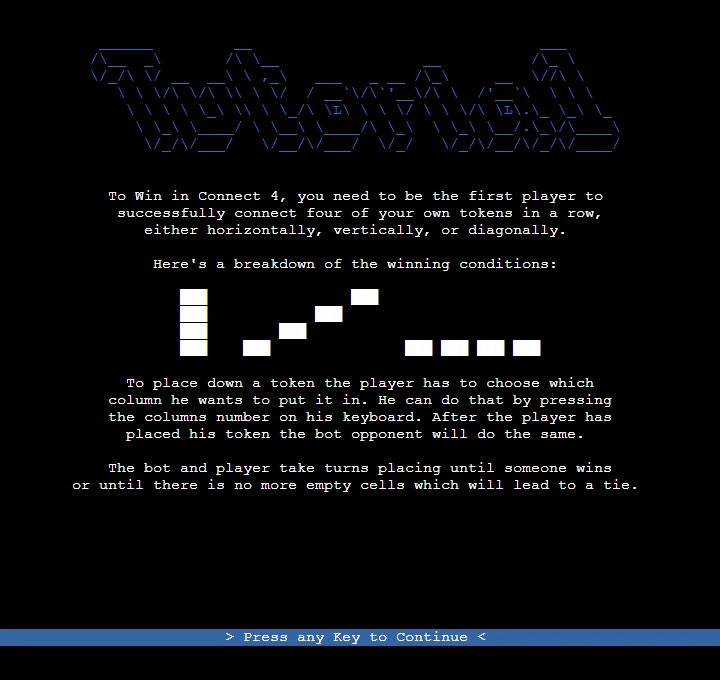 Tutorial
To Win in Connect 4, you need to be the first player to
successfully connect four of your own tokens in a row,
either horizontally, vertically, or diagonally.
Here's a breakdown of the winning conditions:
To place down a token the player has to choose which
column he wants to put it in. He can do that by pressing
the columns number on his keyboard. After the player has
placed his token the bot opponent will do the same.
The bot and player take turns placing until someone wins
or until there is no more empty cells which will lead to a tie.
> Press any Key to Continue <